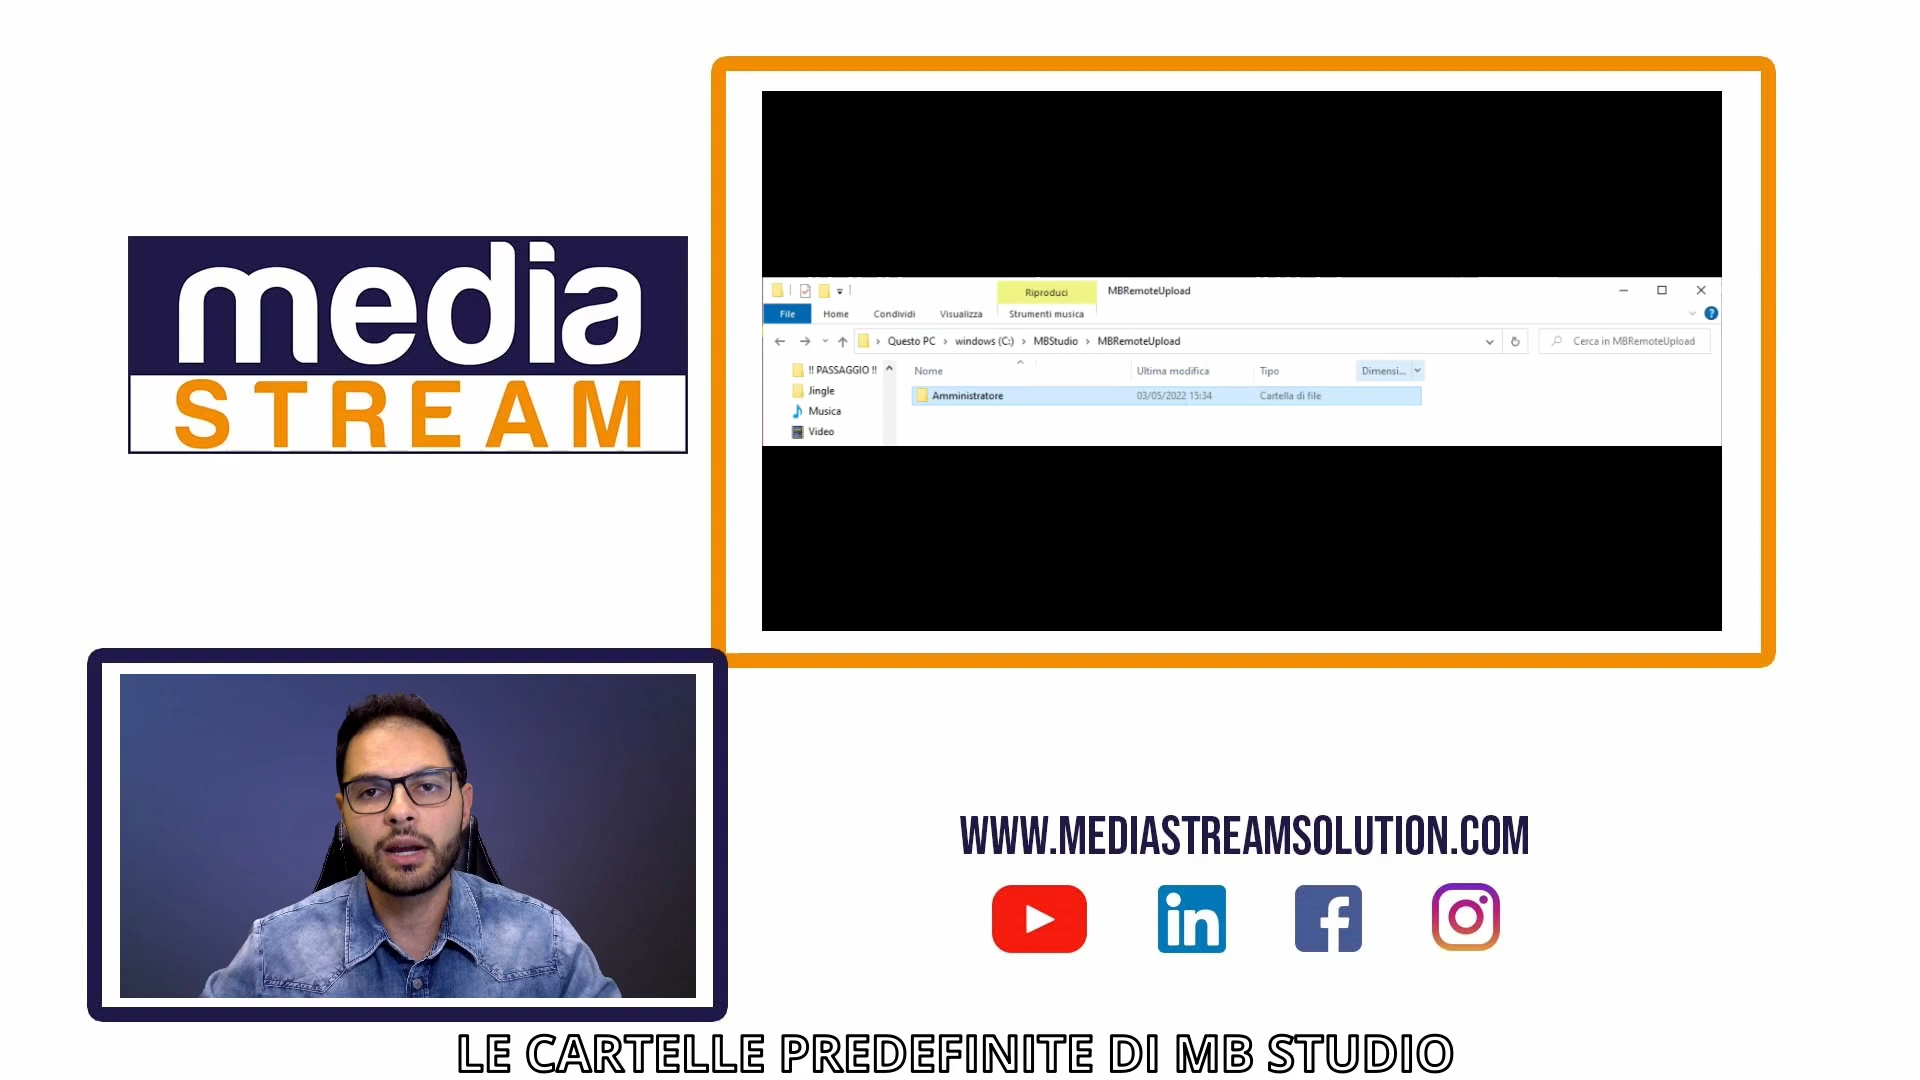 media
STREAM
Riproduci
MBRemoteUpload
File
Home
Condividi
Visualizza
Strumenti musica
Questo PC
windows (C:)
MBStudio
MBRemoteUpload
Cerca in MBRemoteUpload
!! PASSAGGIO !!
Jingle
Musica
Video
Nome
Ultima modifica
Tipo
Dimensi...
Amministratore
03/05/2022 15:34
Cartella di file
WWW.MEDIASTREAMSOLUTION.COM
in
f
LE CARTELLE PREDEFINITE DI MB STUDIO